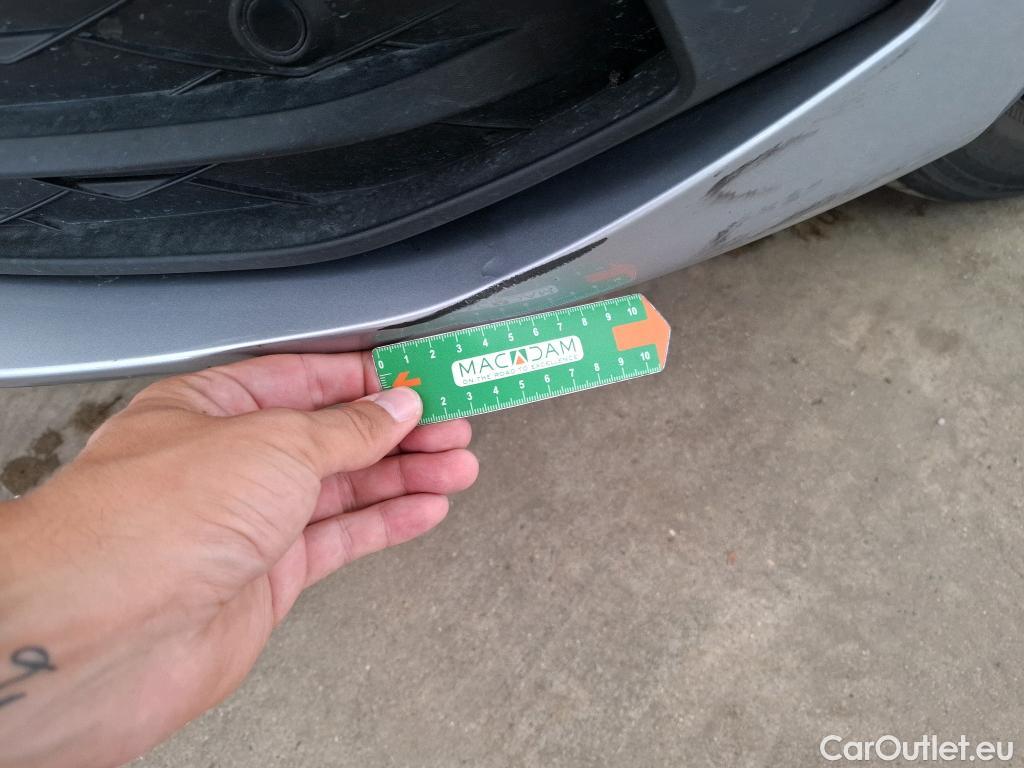 0 1 2 3 4 5 6 7 8 9 10
MACADAM
ON THE ROAD TO EXCELLENCE
2 3 4 5 6 7 8 9 10
CarOutlet.eu